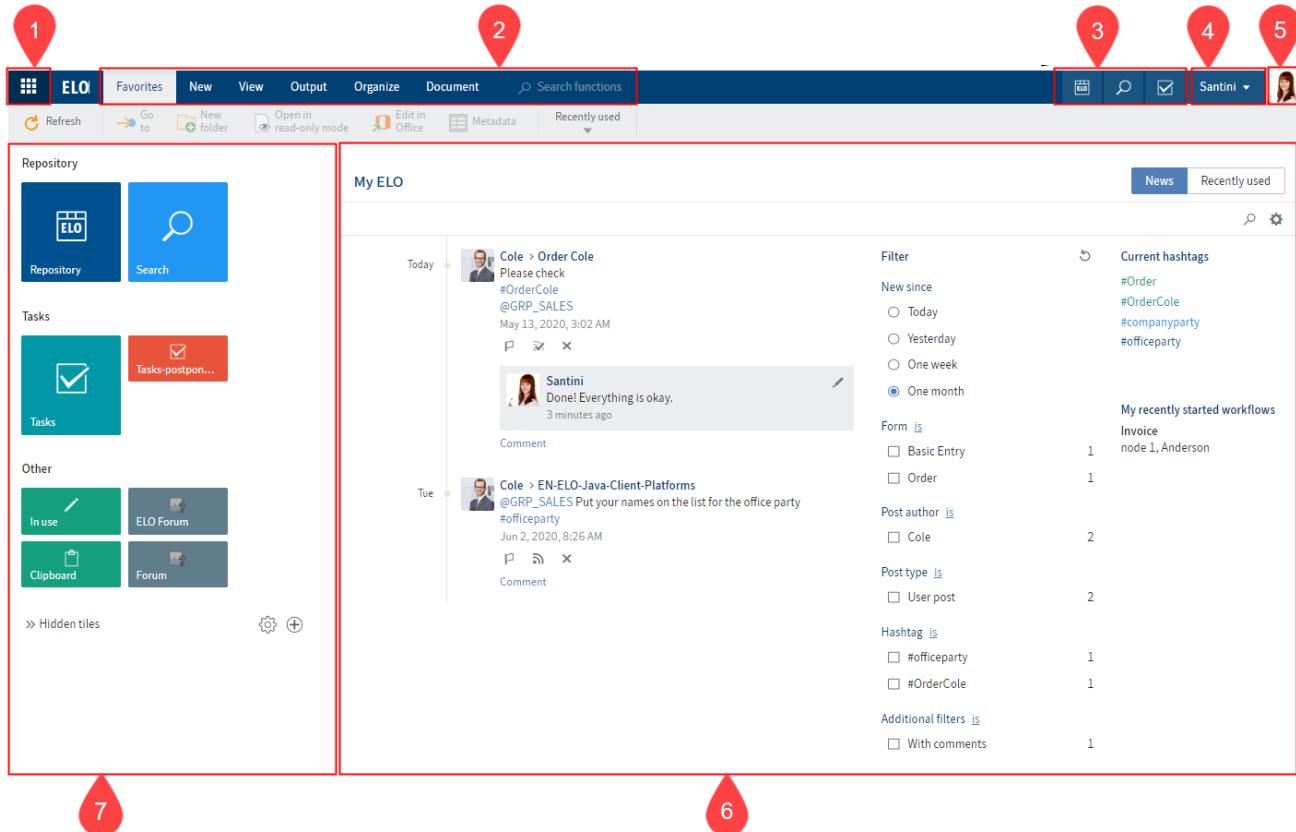 1
2
3
4
5
ELO
Favorites
New
View
Output
Organize
Document
Search functions
ELO
Santini
Refresh
Go
to
New
folder
Open in
read-only mode
Edit in
Office
Metadata
Recently used
Repository
ELO
Repository
Search
Tasks
Tasks
Tasks-postpon...
Other
In use
ELO Forum
Clipboard
Forum
Hidden tiles
My ELO
News
Recently used
Today
Cole > Order Cole
Please check
#OrderCole
@GRP_SALES
May 13, 2020, 3:02 AM
Santini
Done! Everything is okay.
3 minutes ago
Comment
Tue
Cole > EN-ELO-Java-Client-Platforms
@GRP_SALES Put your names on the list for the office party
#officeparty
Jun 2, 2020, 8:26 AM
Comment
Filter
New since
Today
Yesterday
One week
One month
Form is
Basic Entry 1
Order 1
Post author is
Cole 2
Post type is
User post 2
Hashtag is
#officeparty 1
#OrderCole 1
Additional filters is
With comments 1
Current hashtags
#Order
#OrderCole
#companyparty
#officeparty
My recently started workflows
Invoice
node 1, Anderson
7
6